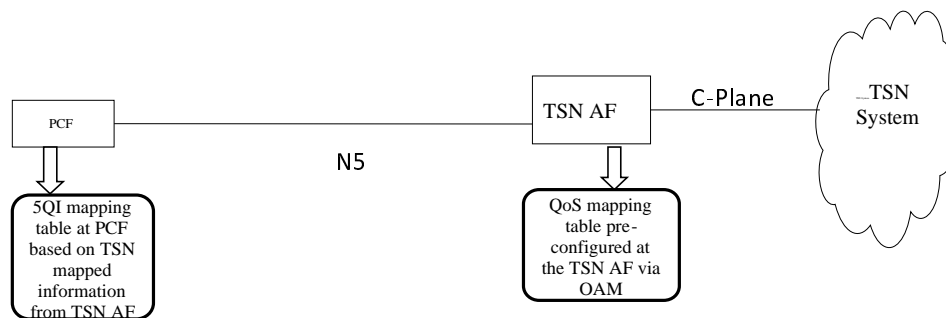 C-Plane
TSN
System
TSN AF
PCF
N5
5QI mapping
table at PCF
based on TSN
mapped
information
from TSN AF
QoS mapping
table pre-
configured at
the TSN AF via
OAM